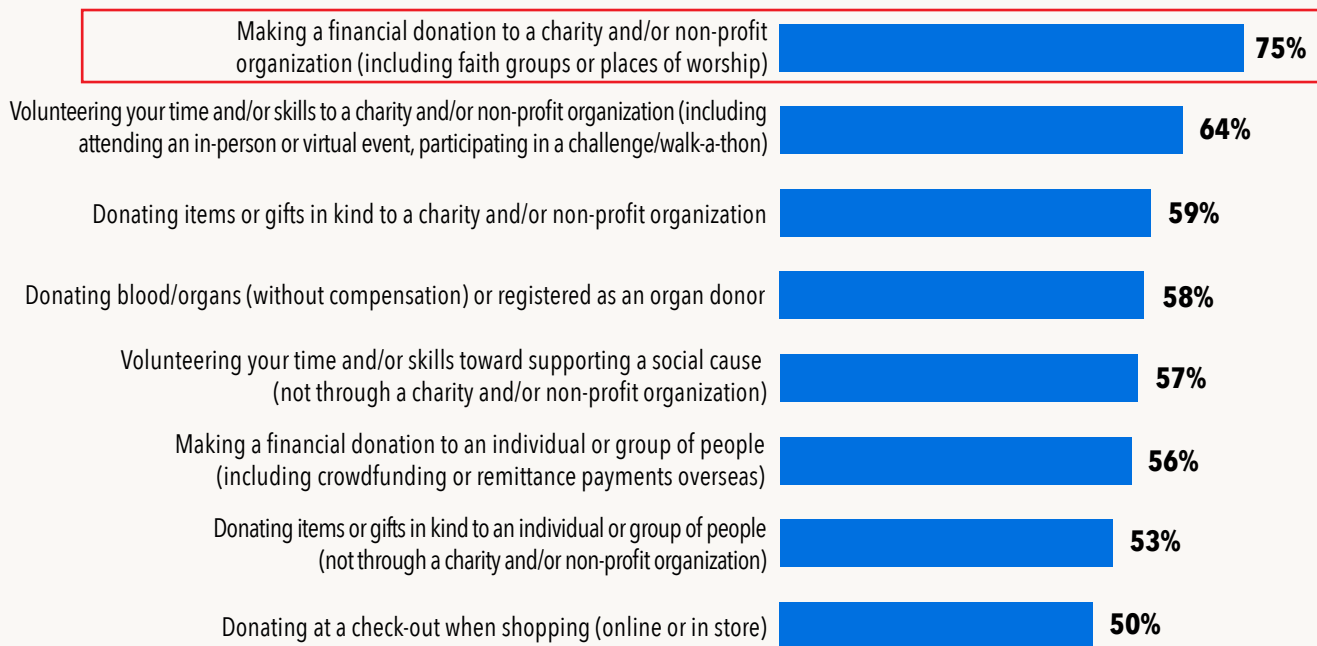 Making a financial donation to a charity and/or non-profit
organization (including faith groups or places of worship)
75%
Volunteering your time and/or skills to a charity and/or non-profit organization (including
attending an in-person or virtual event, participating in a challenge/walk-a-thon)
64%
Donating items or gifts in kind to a charity and/or non-profit organization
59%
Donating blood/organs (without compensation) or registered as an organ donor
58%
Volunteering your time and/or skills toward supporting a social cause
(not through a charity and/or non-profit organization)
57%
Making a financial donation to an individual or group of people
(including crowdfunding or remittance payments overseas)
56%
Donating items or gifts in kind to an individual or group of people
(not through a charity and/or non-profit organization)
53%
Donating at a check-out when shopping (online or in store)
50%